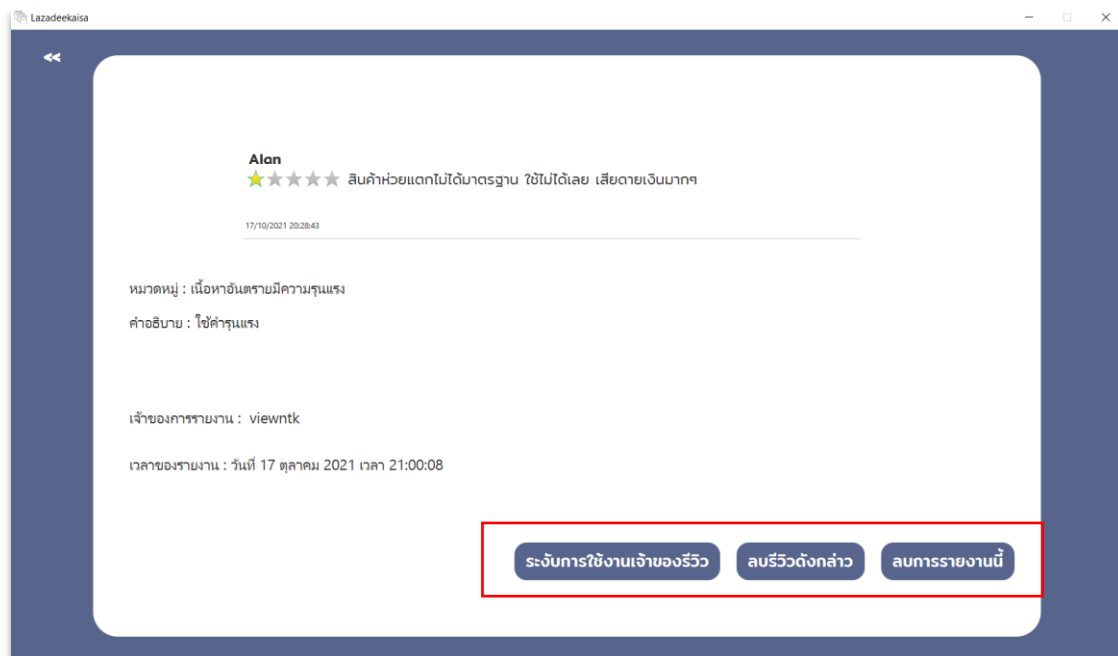 Lazadeekaisa
<<
Alan
สินค้าห่วยแตกไม่ได้มาตรฐาน ใช้ไม่ได้เลย เสียดายเงินมากๆ
17/10/2021 20:28:43
หมวดหมู่ : เนื้อหาอันตรายมีความรุนแรง
คำอธิบาย : ใช้คำรุนแรง
เจ้าของการรายงาน : viewntk
เวลาของรายงาน : วันที่ 17 ตุลาคม 2021 เวลา 21:00:08
ระงับการใช้งานเจ้าของรีวิว ลบรีวิวดังกล่าว ลบการรายงานนี้